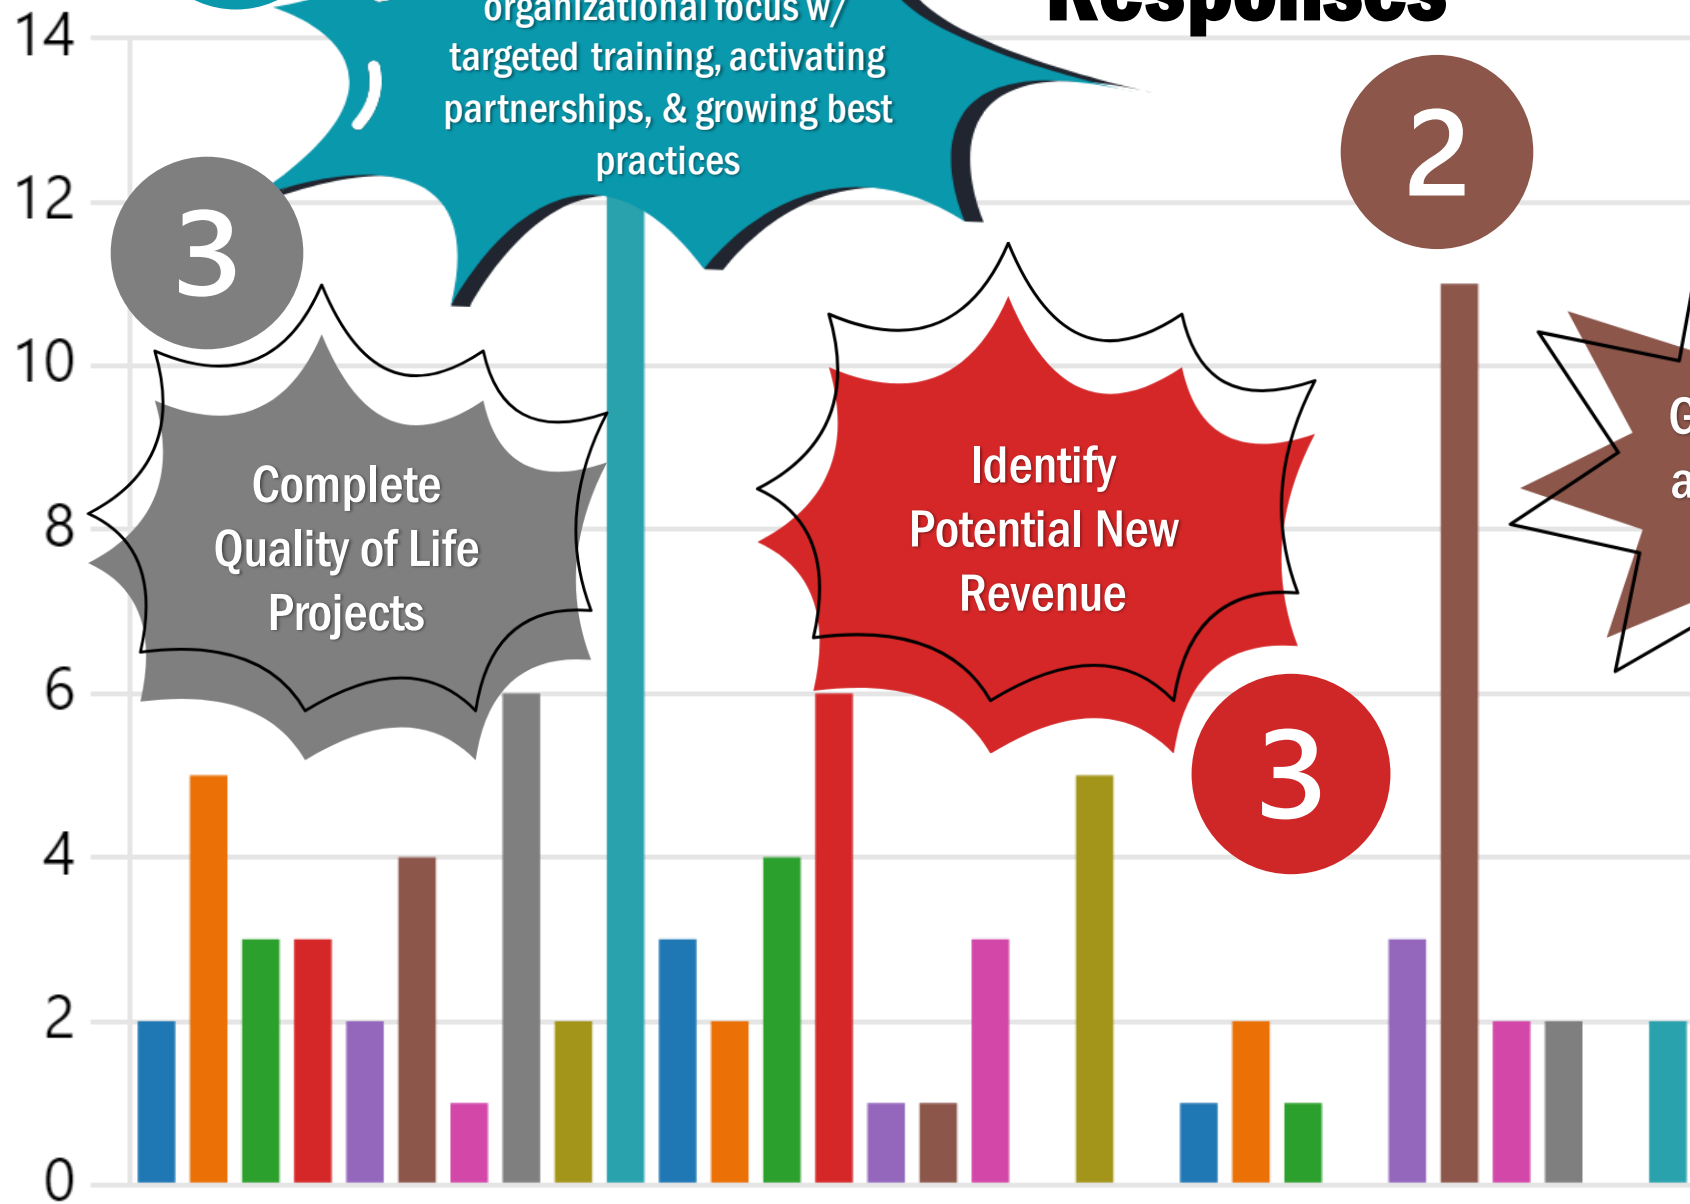 Responses
organizational focus w/
targeted training, activating
partnerships, & growing best
practices
2
3
Complete
Quality of Life
Projects
Identify
Potential New
Revenue
3
14
12
10
8
6
4
2
0